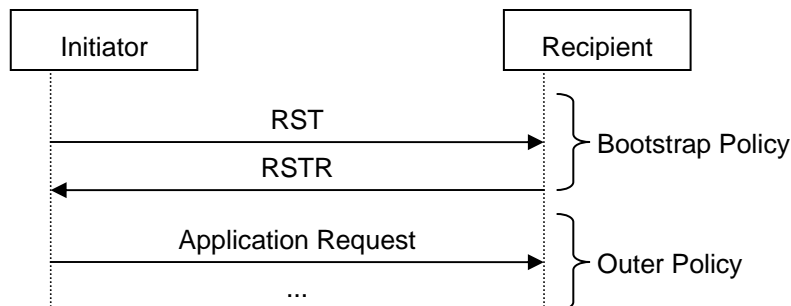 Initiator
Recipient
RST
Bootstrap Policy
RSTR
Application Request
Outer Policy
...